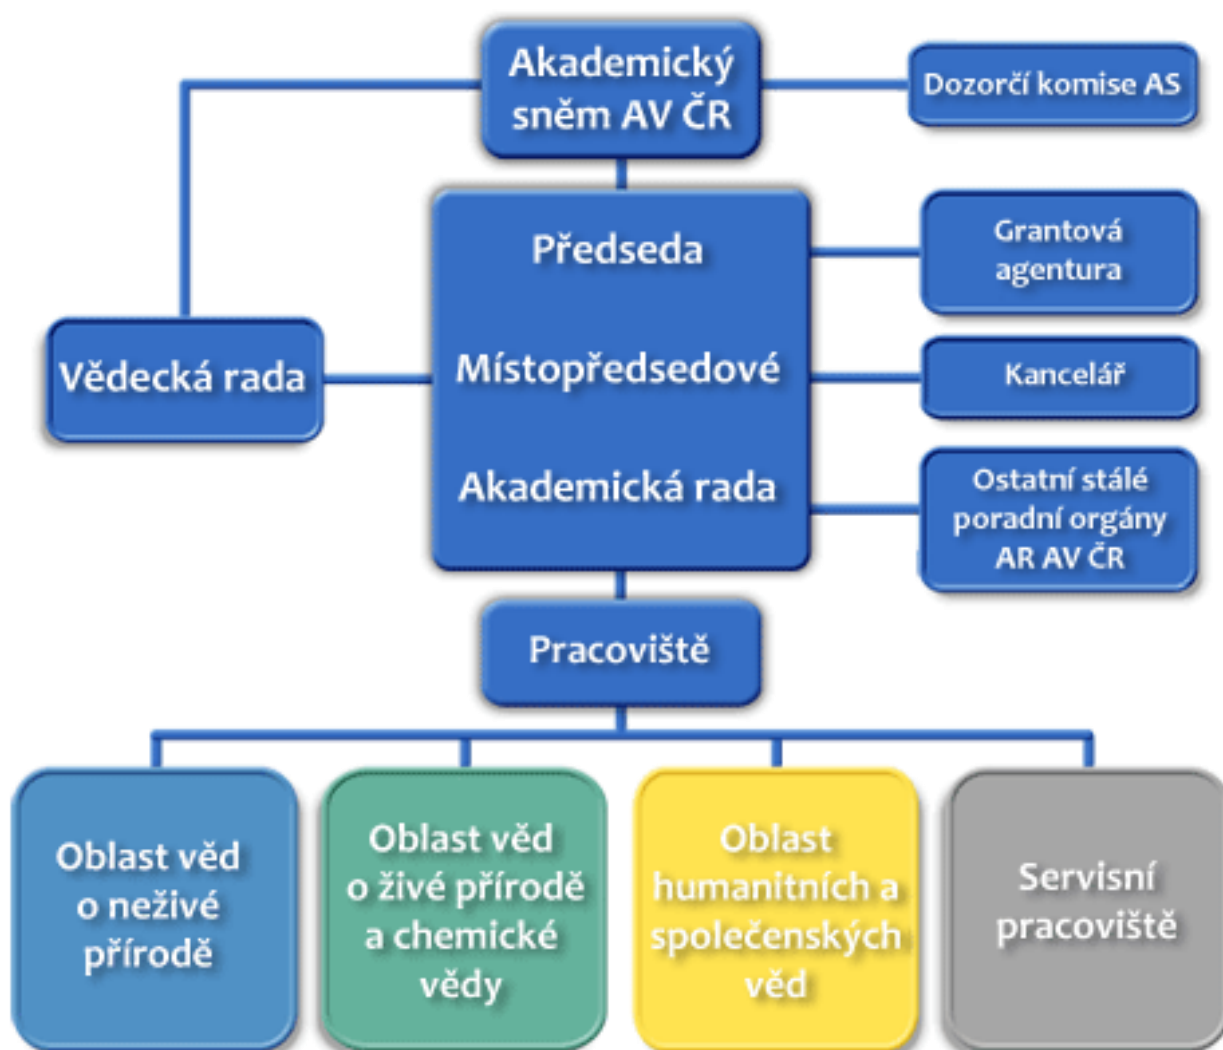 Akademický
sněm AV ČR
Dozorčí komise AS
Předseda
Grantová
agentura
Vědecká rada
Místopředsedové
Kancelář
Akademická rada
Ostatní stálé
poradní orgány
AR AV ČR
Pracoviště
Oblast věd
o neživé
přírodě
Oblast věd
o živé přírodě
a chemické
vědy
Oblast
humanitních a
společenských
věd
Servisní
pracoviště